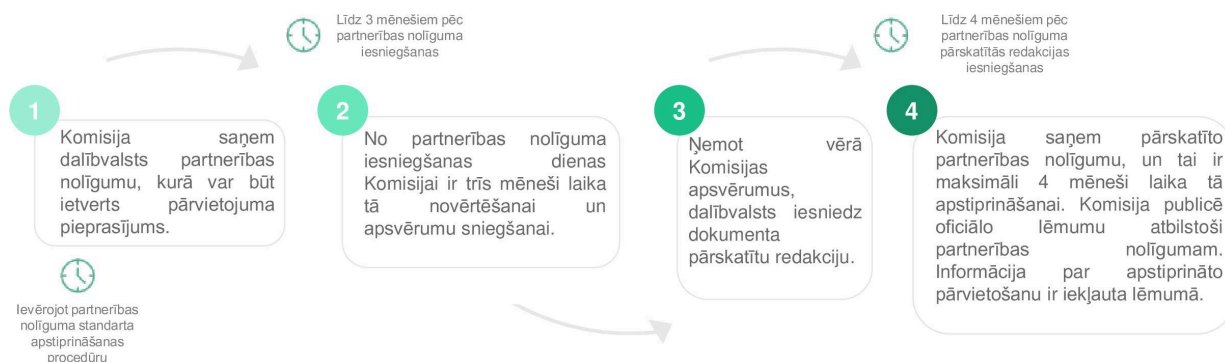 Līdz 3 mēnešiem pēc
partnerības nolīguma
iesniegšanas
Līdz 4 mēnešiem pēc
partnerības nolīguma
pārskatītās redakcijas
iesniegšanas
1
Komisija saņem
dalībvalsts partnerības
nolīgumu, kurā var būt
ietverts pārvietojuma
pieprasījums.
Ievērojot partnerības
nolīguma standarta
apstiprināšanas
procedūru
2
No partnerības nolīguma
iesniegšanas dienas
Komisijai ir trīs mēneši laika
tā novērtēšanai un
apsvērumu sniegšanai.
3
Ņemot vērā
Komisijas
apsvērumus,
dalībvalsts iesniedz
dokumenta
pārskatītu redakciju.
4
Komisija saņem pārskatīto
partnerības nolīgumu, un tai ir
maksimāli 4 mēneši laika tā
apstiprināšanai. Komisija publicē
oficiālo lēmumu atbilstoši
partnerības nolīgumam.
Informācija par apstiprināto
pārvietošanu ir iekļauta lēmumā.